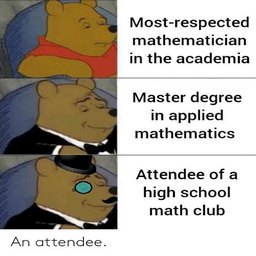 Most-respected
mathematician
in the academia
Master degree
in applied
mathematics
Attendee of a
high school
math club
An attendee.